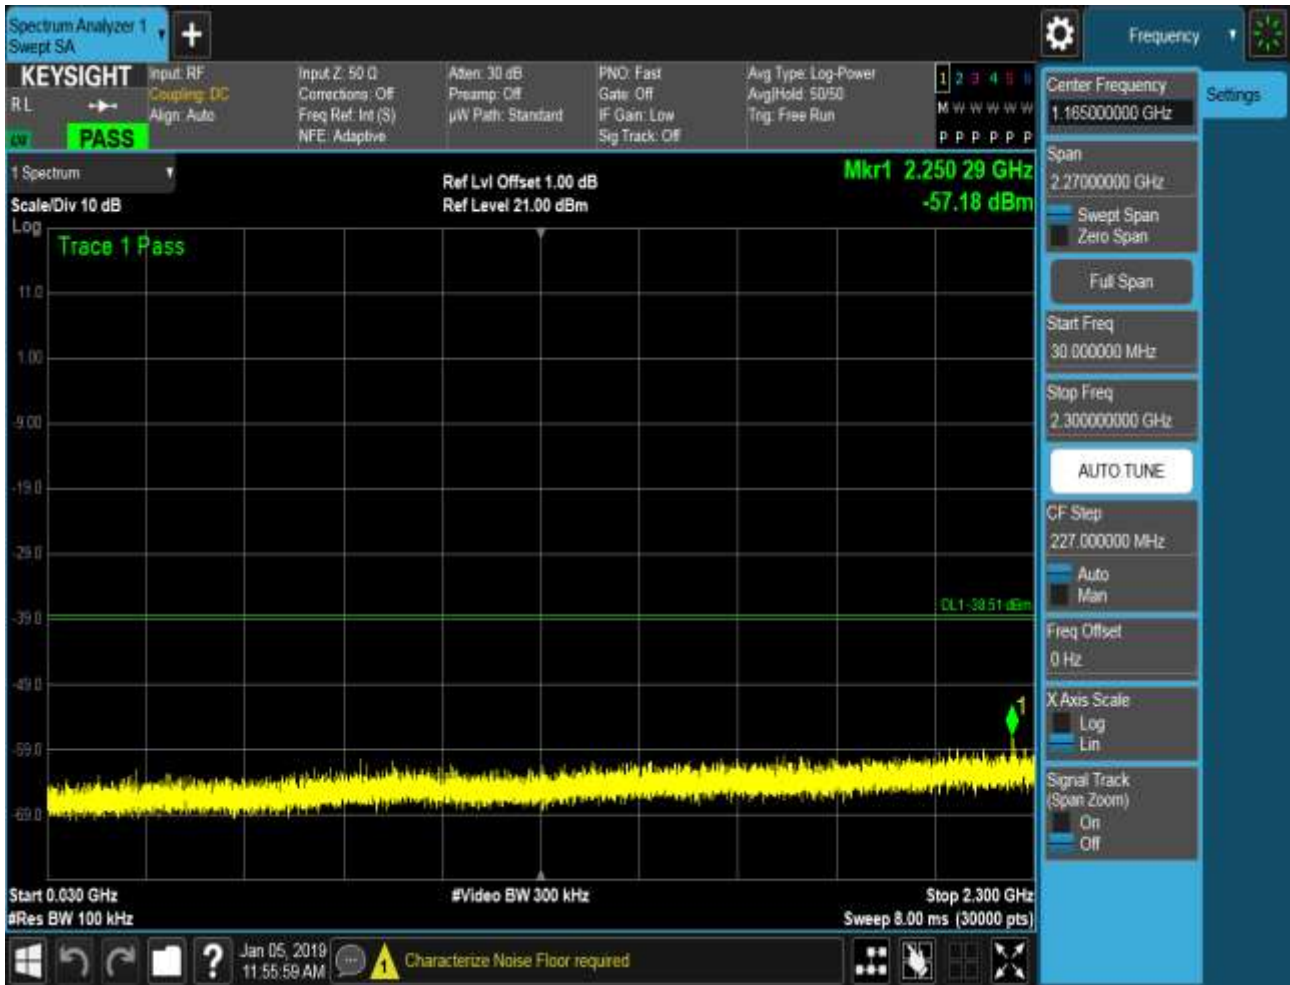 Spectrum Analyzer 1
Swept SA
+
Frequency
KEYSIGHT
R L
PASS
Input: RF
Coupling: DC
Align: Auto
Input Z: 50 Ω
Corrections: Off
Freq Ref: Int (S)
NFE: Adaptive
Atten: 30 dB
Preamp: Off
µW Path: Standard
PNO: Fast
Gate: Off
IF Gain: Low
Sig Track: Off
Avg Type: Log-Power
Avg|Hold: 50/50
Trig: Free Run
1 2 3 4 5 6
M W W W W W
P P P P P P
1 Spectrum
Scale/Div 10 dB
Log
Ref Lvl Offset 1.00 dB
Ref Level 21.00 dBm
Mkr1 2.250 29 GHz
-57.18 dBm
Trace 1 Pass
11.0
1.00
-9.00
-19.0
-29.0
-39.0
-49.0
-59.0
-69.0
DL1 -38.51 dBm
1
Start 0.030 GHz
#Res BW 100 kHz
#Video BW 300 kHz
Stop 2.300 GHz
Sweep 8.00 ms (30000 pts)
Center Frequency
1.165000000 GHz
Settings
Span
2.27000000 GHz
Swept Span
Zero Span
Full Span
Start Freq
30.000000 MHz
Stop Freq
2.300000000 GHz
AUTO TUNE
CF Step
227.000000 MHz
Auto
Man
Freq Offset
0 Hz
X Axis Scale
Log
Lin
Signal Track
(Span Zoom)
On
Off
?
Jan 05, 2019
11:55:59 AM
1
Characterize Noise Floor required